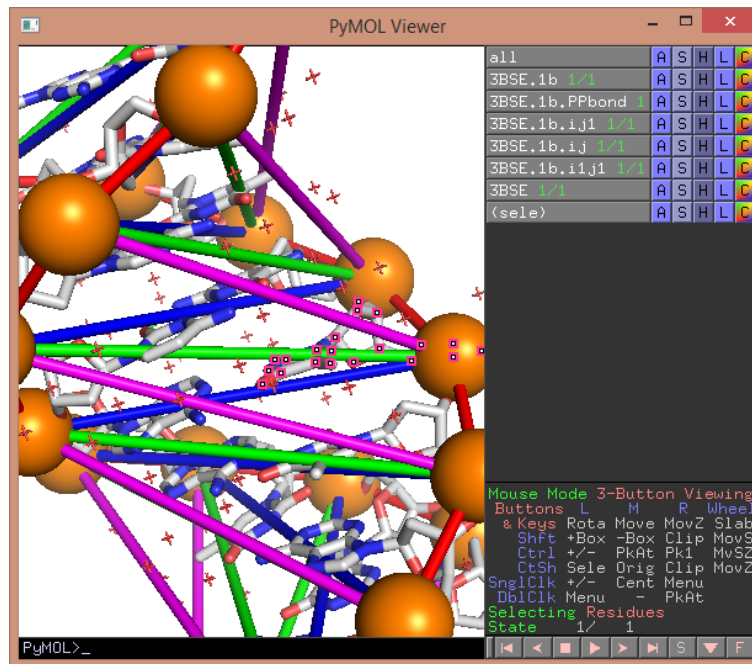 PyMOL Viewer
all A S H L C
3BSE.1b 1/1 A S H L C
3BSE.1b.PPbond 1 A S H L C
3BSE.1b.ij1 1/1 A S H L C
3BSE.1b.ij 1/1 A S H L C
3BSE.1b.i1j1 1/1 A S H L C
3BSE 1/1 A S H L C
(sele) A S H L C
Mouse Mode 3-Button Viewing
Buttons L M R Wheel
& Keys Rota Move MovZ Slab
Shft +Box -Box Clip MovS
Ctrl +/- PkAt Pk1 MvSZ
CtSh Sele Orig Clip MovZ
SnglClk +/- Cent Menu
DblClk Menu - PkAt
Selecting Residues
State 1/ 1
PyMOL>_ S F